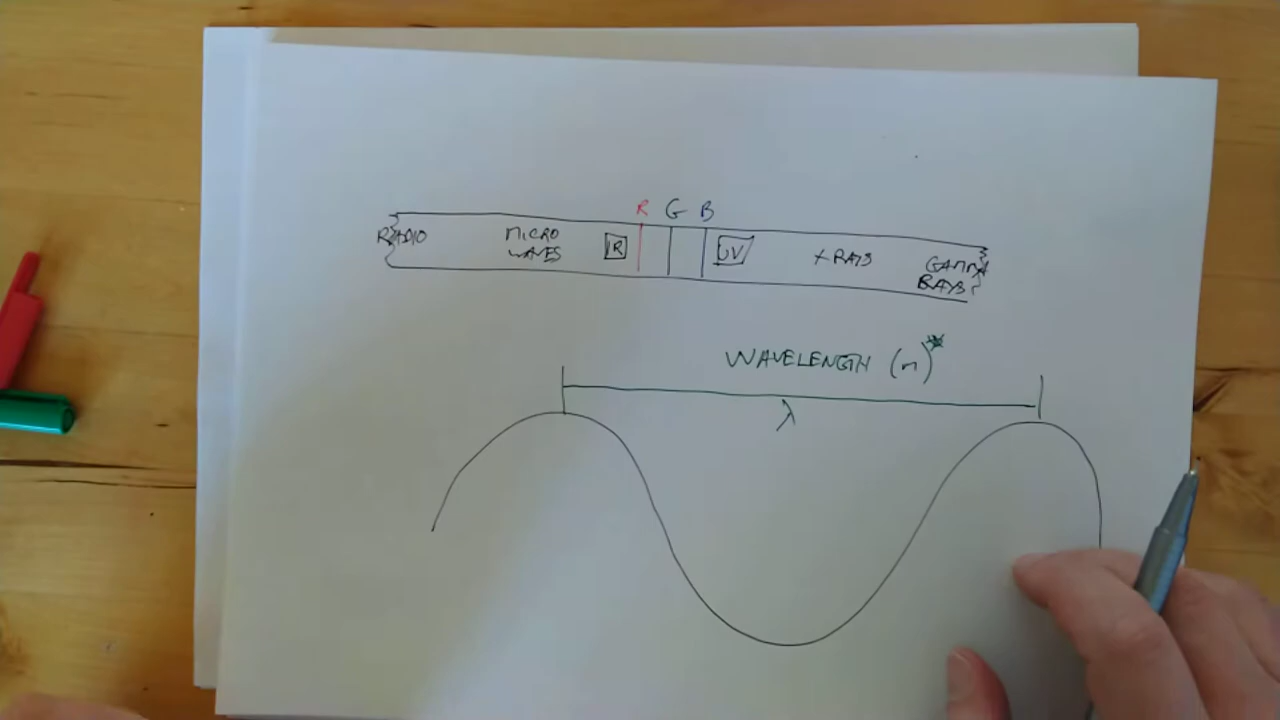 R G B
RADIO MICRO WAVES IR UV X RAYS GAMMA RAYS
WAVELENGTH (m)*
λ